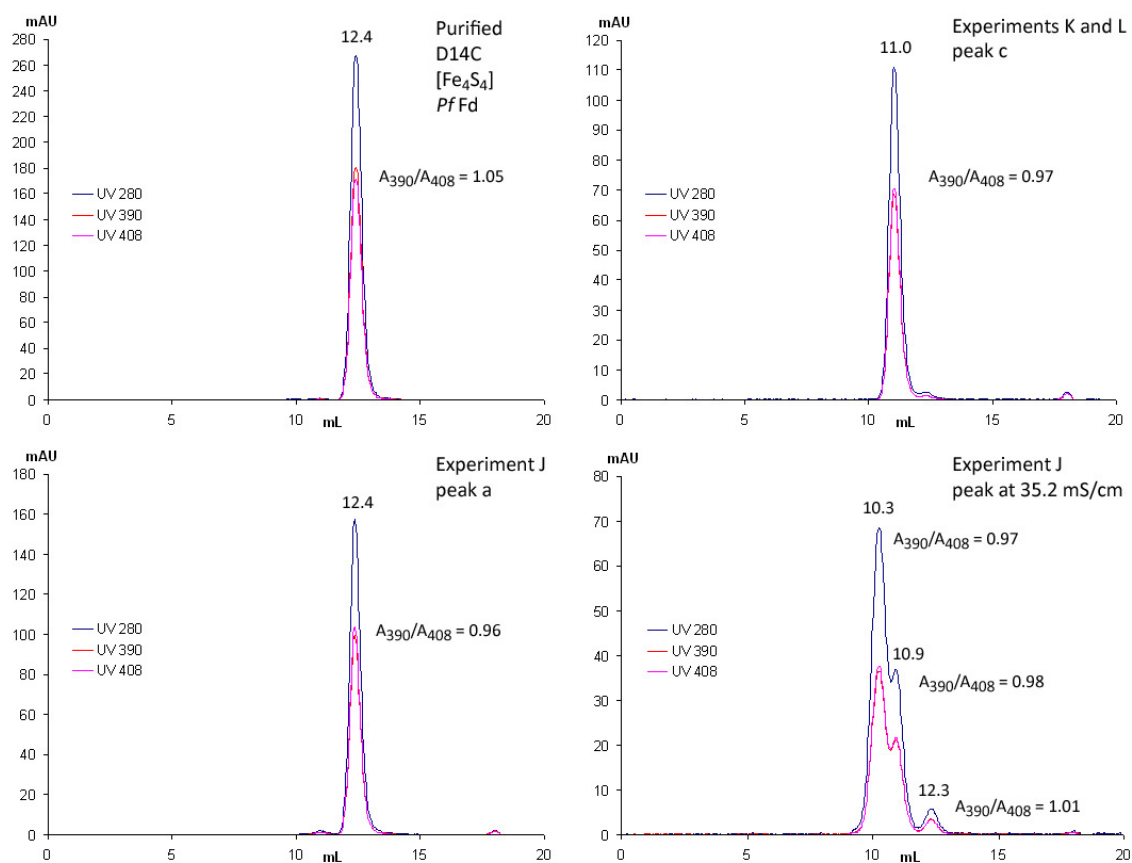 mAU
280
260
240
220
200
180
160
140
120
100
80
60
40
20
0
0
5
10
15
20
mL
12.4
Purified
D14C
[Fe₄S₄]
Pf Fd
A₃₉₀/A₄₀₈ = 1.05
UV 280
UV 390
UV 408
mAU
120
110
100
90
80
70
60
50
40
30
20
10
0
0
5
10
15
20
mL
11.0
Experiments K and L
peak c
A₃₉₀/A₄₀₈ = 0.97
UV 280
UV 390
UV 408
mAU
180
160
140
120
100
80
60
40
20
0
0
5
10
15
20
mL
12.4
Experiment J
peak a
A₃₉₀/A₄₀₈ = 0.96
UV 280
UV 390
UV 408
mAU
80
70
60
50
40
30
20
10
0
0
5
10
15
20
mL
Experiment J
peak at 35.2 mS/cm
10.3
A₃₉₀/A₄₀₈ = 0.97
10.9
A₃₉₀/A₄₀₈ = 0.98
12.3
A₃₉₀/A₄₀₈ = 1.01
UV 280
UV 390
UV 408